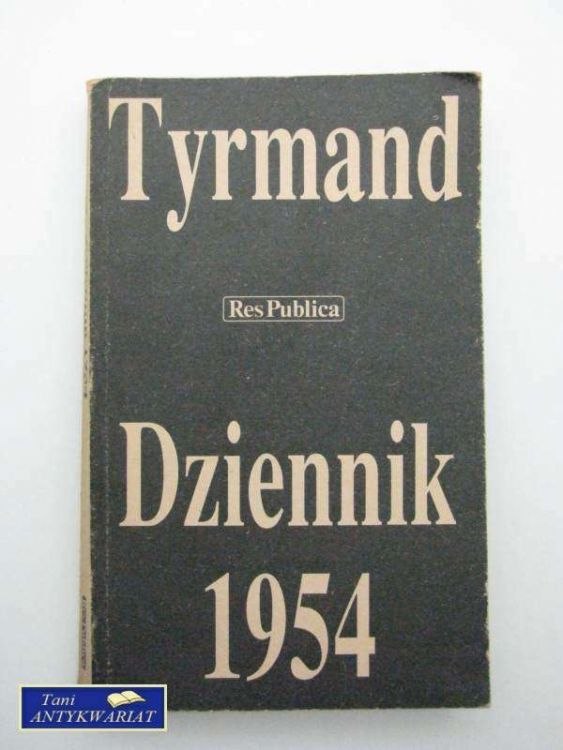 Tyrmand
Res Publica
Dziennik
1954
Tani
ANTYKWARIAT